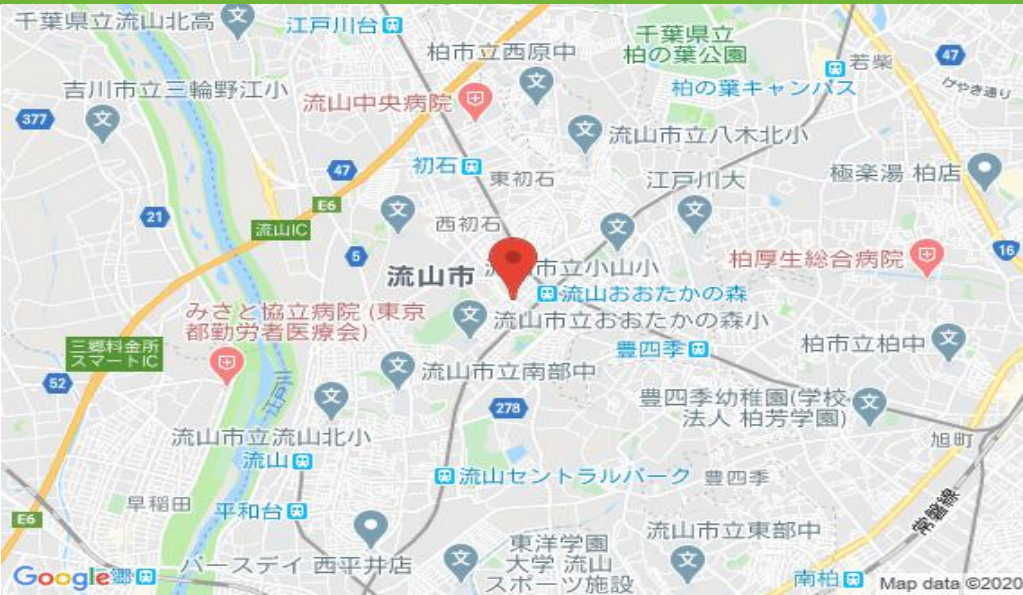 千葉県立流山北高
江戸川台
千葉県立
柏の葉公園
柏市立西原中
47
若柴
吉川市立三輪野江小
流山中央病院
柏の葉キャンパス
けやき通り
377
流山市立八木北小
初石
47
東初石
江戸川大
極楽湯 柏店
E6
21
流山IC
西初石
5
16
流山市
市立小山小
柏厚生総合病院
流山おおたかの森
みさと協立病院 (東京
都勤労者医療会)
流山市立おおたかの森小
三郷料金所
スマートIC
豊四季
柏市立柏中
52
流山市立南部中
江戸川
278
豊四季幼稚園(学校
法人 柏芳学園)
流山市立流山北小
旭町
流山
流山セントラルパーク
豊四季
早稲田
平和台
常磐線
E6
流山市立東部中
東洋学園
大学 流山
スポーツ施設
バースデイ 西平井店
Google
郷
南柏
Map data ©2020